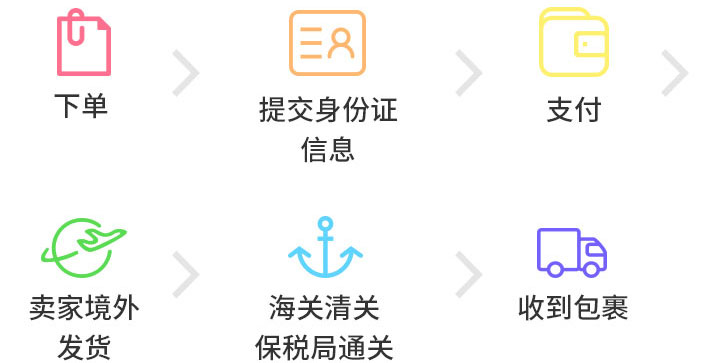 下单
提交身份证
信息
支付
卖家境外
发货
海关清关
保税局通关
收到包裹